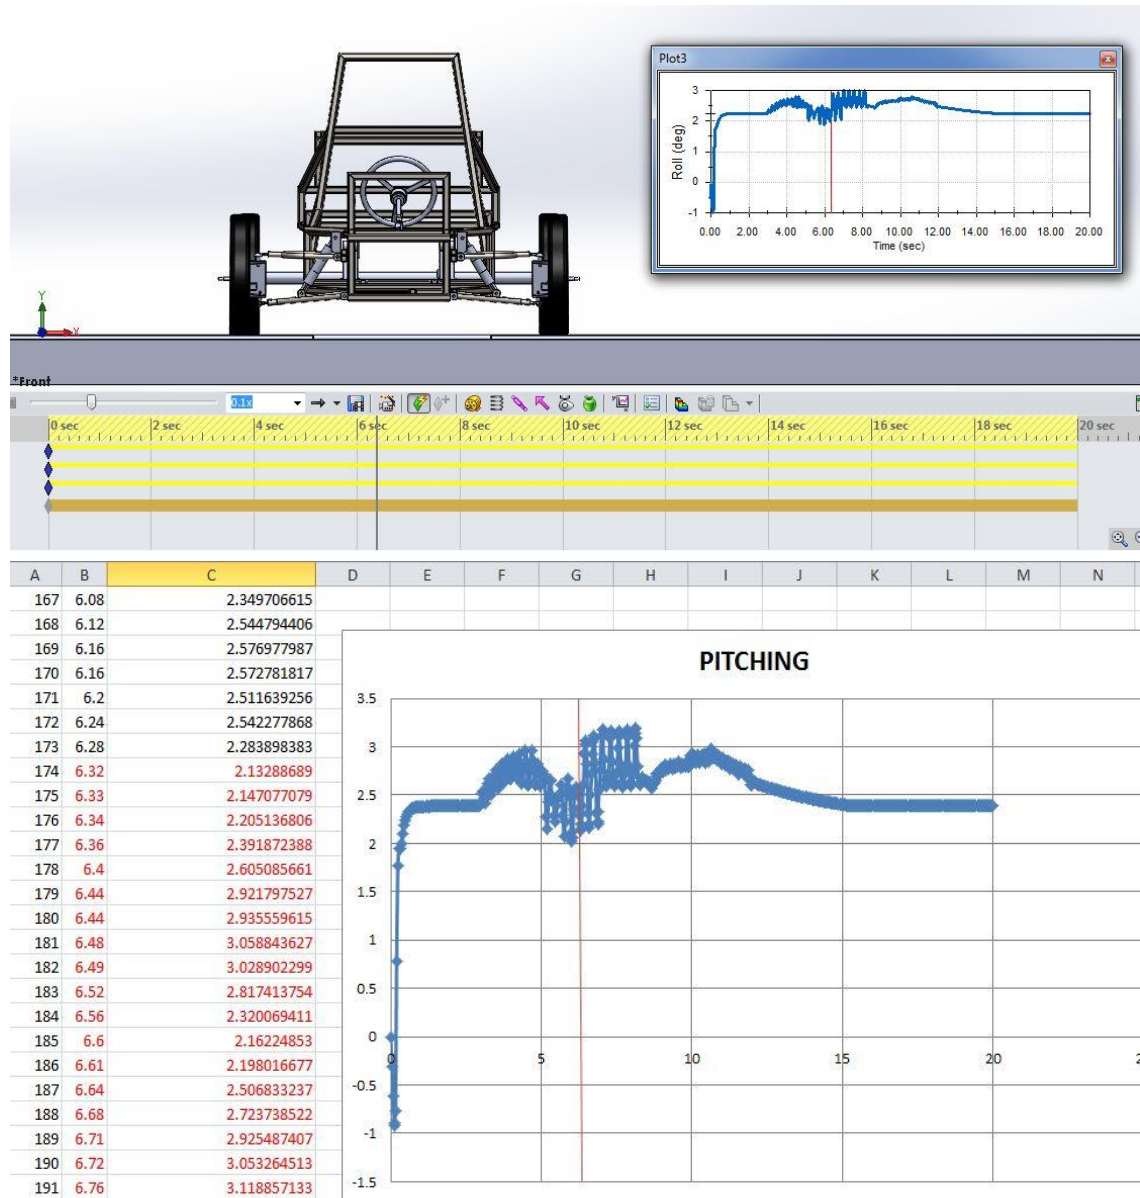 Plot3
3
2
1
0
-1
Roll (deg)
0.00 2.00 4.00 6.00 8.00 10.00 12.00 14.00 16.00 18.00 20.00
Time (sec)
Y
X
*Front
0.1x
0 sec 2 sec 4 sec 6 sec 8 sec 10 sec 12 sec 14 sec 16 sec 18 sec 20 sec
A B C D E F G H I J K L M N
167 6.08 2.349706615
168 6.12 2.544794406
169 6.16 2.576977987
170 6.16 2.572781817
171 6.2 2.511639256
172 6.24 2.542277868
173 6.28 2.283898383
174 6.32 2.13288689
175 6.33 2.147077079
176 6.34 2.205136806
177 6.36 2.391872388
178 6.4 2.605085661
179 6.44 2.921797527
180 6.44 2.935559615
181 6.48 3.058843627
182 6.49 3.028902299
183 6.52 2.817413754
184 6.56 2.320069411
185 6.6 2.16224853
186 6.61 2.198016677
187 6.64 2.506833237
188 6.68 2.723738522
189 6.71 2.925487407
190 6.72 3.053264513
191 6.76 3.118857133
PITCHING
3.5
3
2.5
2
1.5
1
0.5
0
-0.5
-1
-1.5
0 5 10 15 20